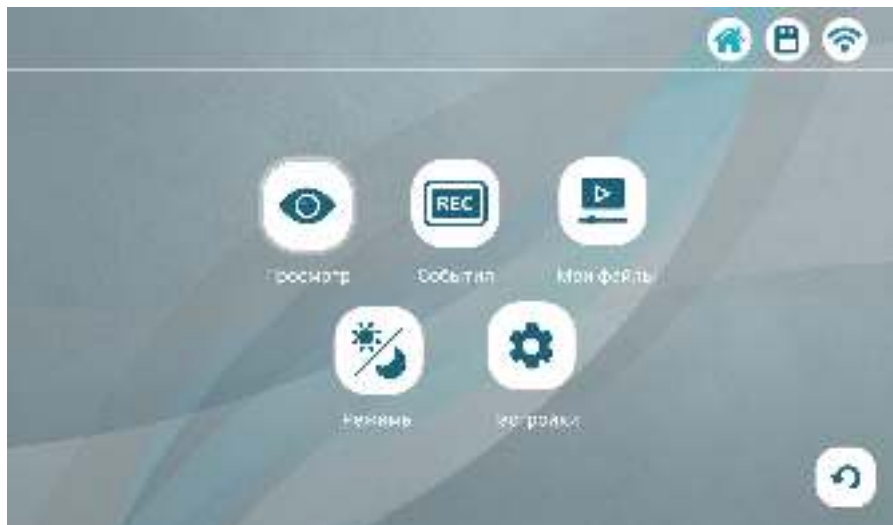 REC
Просмотр
События
Мои файлы
Режимы
Настройки